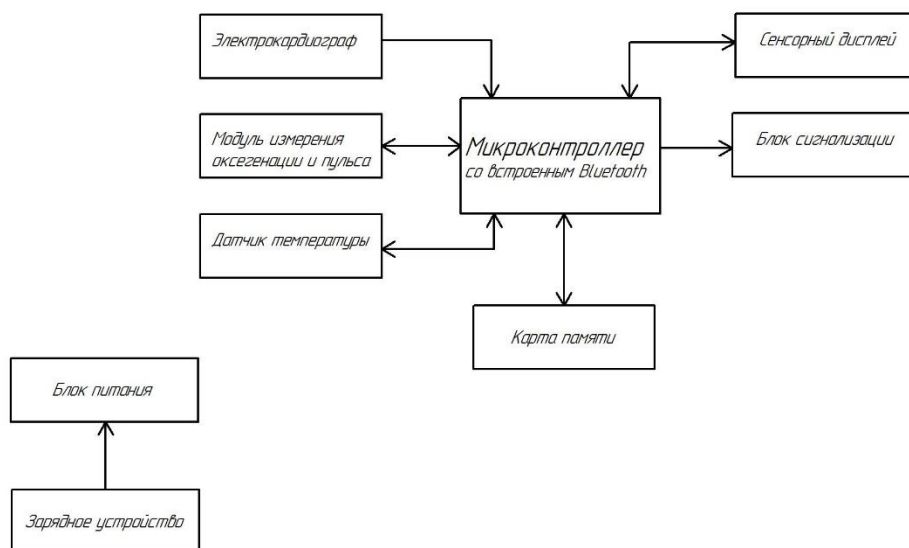 Электрокардиограф
Сенсорный дисплей
Модуль измерения
оксегенации и пульса
Микроконтроллер
со встроенным Bluetooth
Блок сигнализации
Датчик температуры
Карта памяти
Блок питания
Зарядное устройство